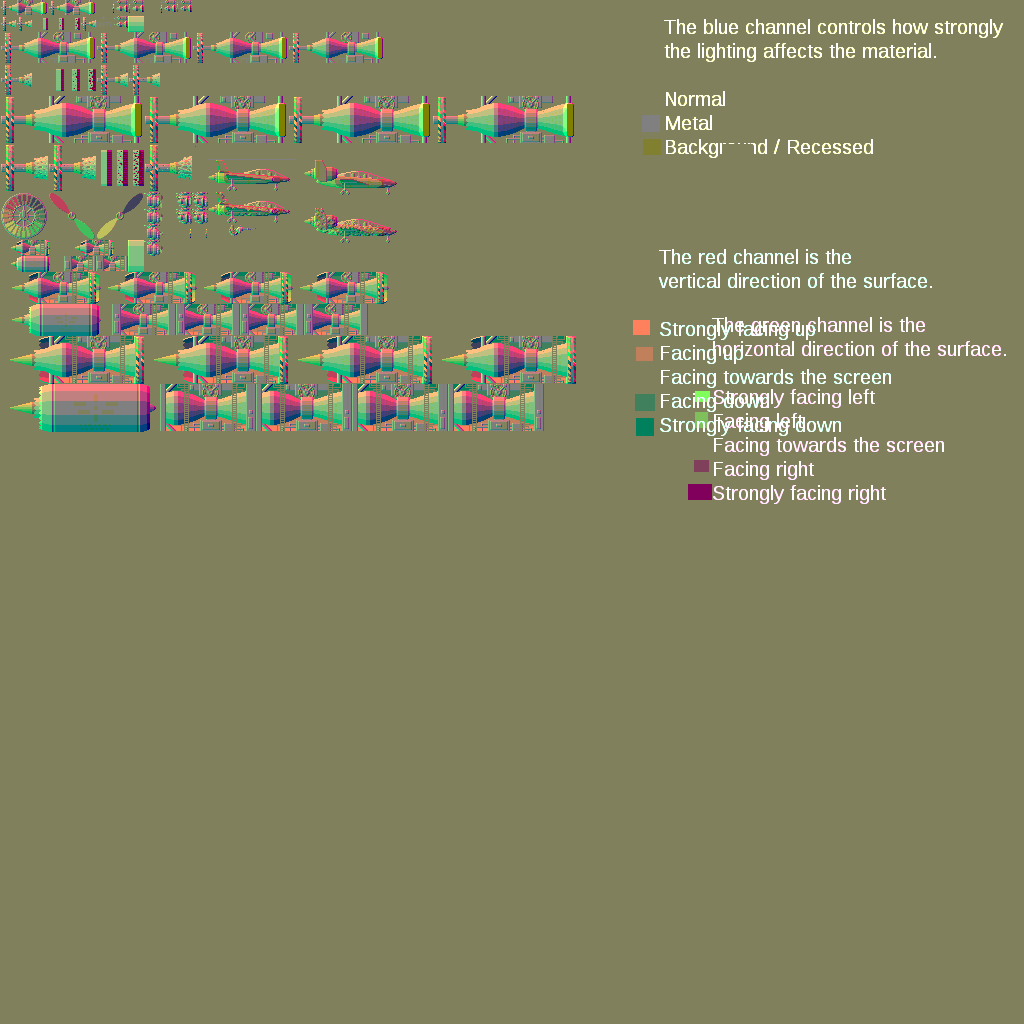 The blue channel controls how strongly
the lighting affects the material.
Normal
Metal
Background / Recessed
The red channel is the
vertical direction of the surface.
Strongly facing up
Facing up
Facing towards the screen
Facing down
Strongly facing down
The green channel is the
horizontal direction of the surface.
Strongly facing left
Facing left
Facing towards the screen
Facing right
Strongly facing right